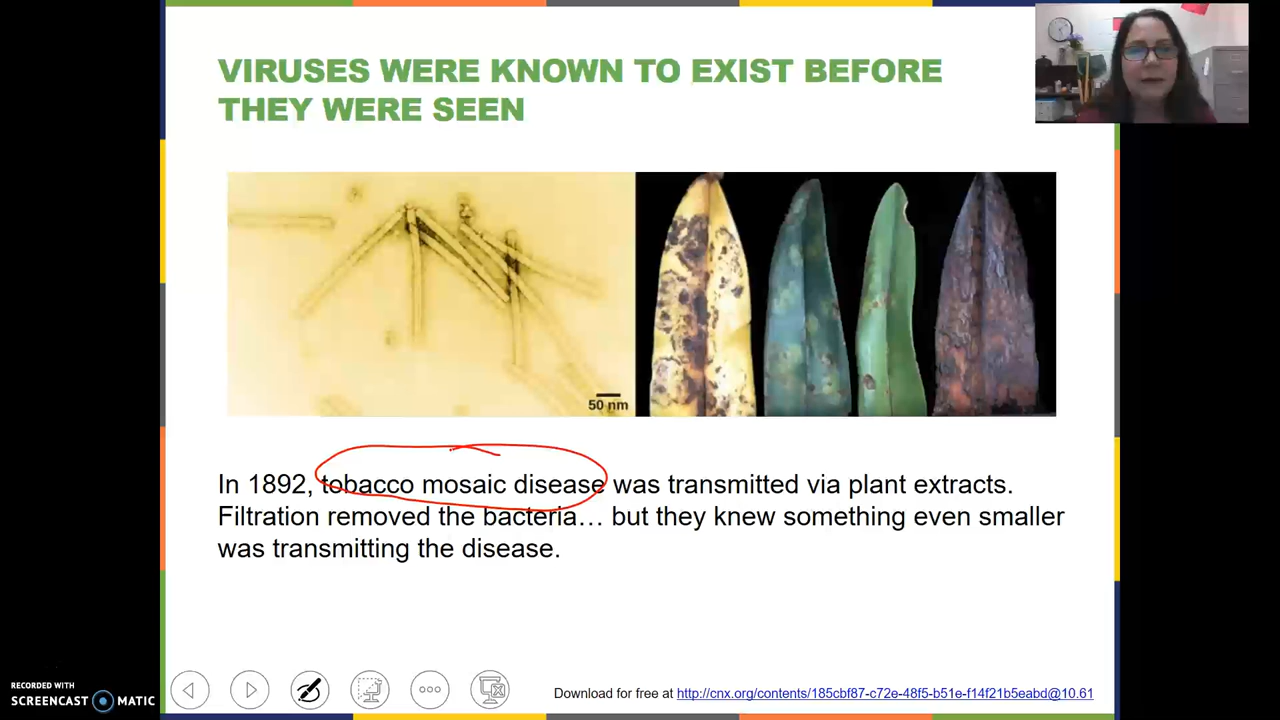 VIRUSES WERE KNOWN TO EXIST BEFORE
THEY WERE SEEN
50 nm
In 1892, tobacco mosaic disease was transmitted via plant extracts.
Filtration removed the bacteria… but they knew something even smaller
was transmitting the disease.
RECORDED WITH
SCREENCAST MATIC
Download for free at http://cnx.org/contents/185cbf87-c72e-48f5-b51e-f14f21b5eabd@10.61